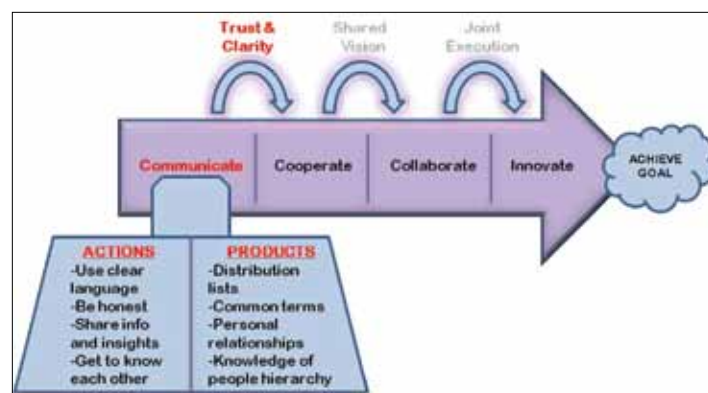 Trust &
Clarity
Shared
Vision
Joint
Execution
Communicate
Cooperate
Collaborate
Innovate
ACHIEVE
GOAL
ACTIONS
-Use clear
language
-Be honest
-Share info
and insights
-Get to know
each other
PRODUCTS
-Distribution
lists
-Common terms
-Personal
relationships
-Knowledge of
people hierarchy